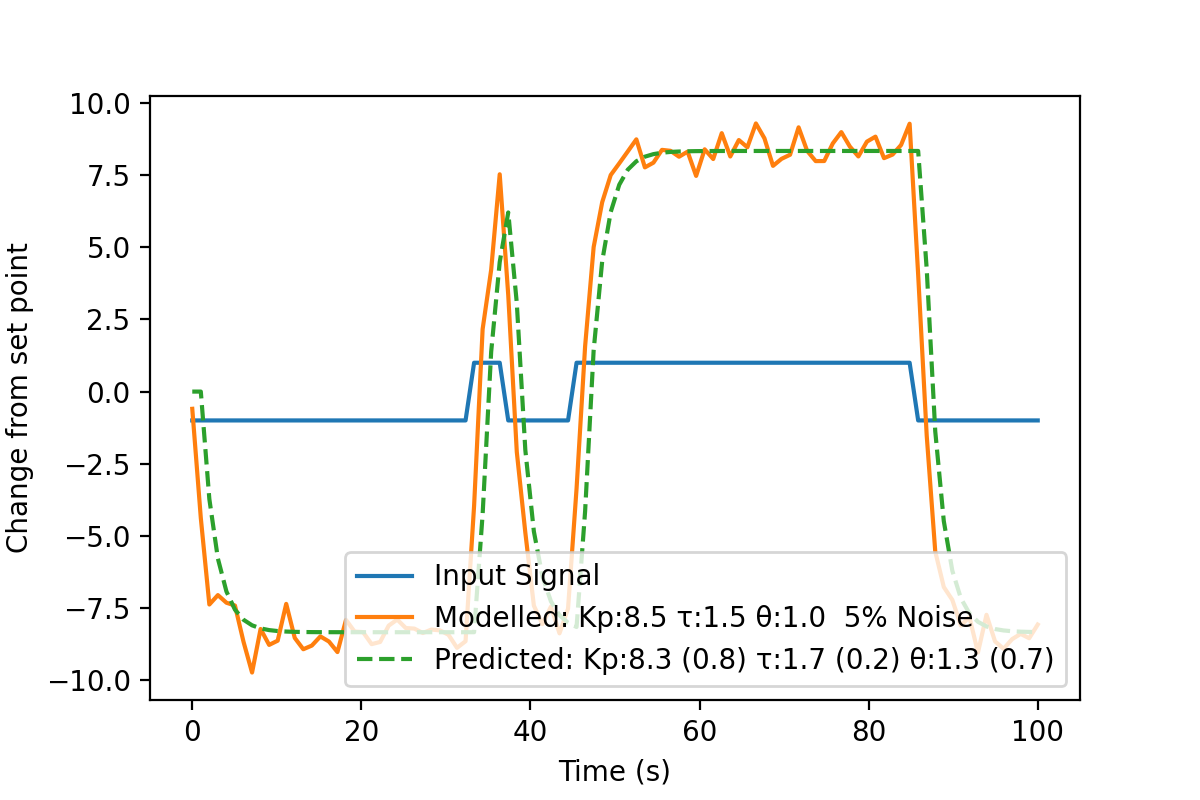 10.0
7.5
5.0
2.5
0.0
−2.5
−5.0
−7.5
−10.0
Change from set point
Input Signal
Modelled: Kp:8.5 τ:1.5 θ:1.0  5% Noise
Predicted: Kp:8.3 (0.8) τ:1.7 (0.2) θ:1.3 (0.7)
0 20 40 60 80 100
Time (s)